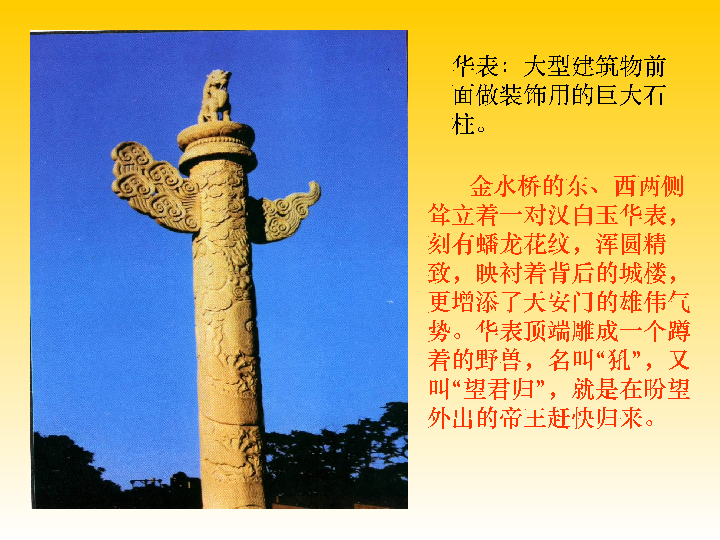 华表：大型建筑物前
面做装饰用的巨大石
柱。
金水桥的东、西两侧
耸立着一对汉白玉华表，
刻有蟠龙花纹，浑圆精
致，映衬着背后的城楼，
更增添了天安门的雄伟气
势。华表顶端雕成一个蹲
着的野兽，名叫“犼”，又
叫“望君归”，就是在盼望
外出的帝王赶快归来。